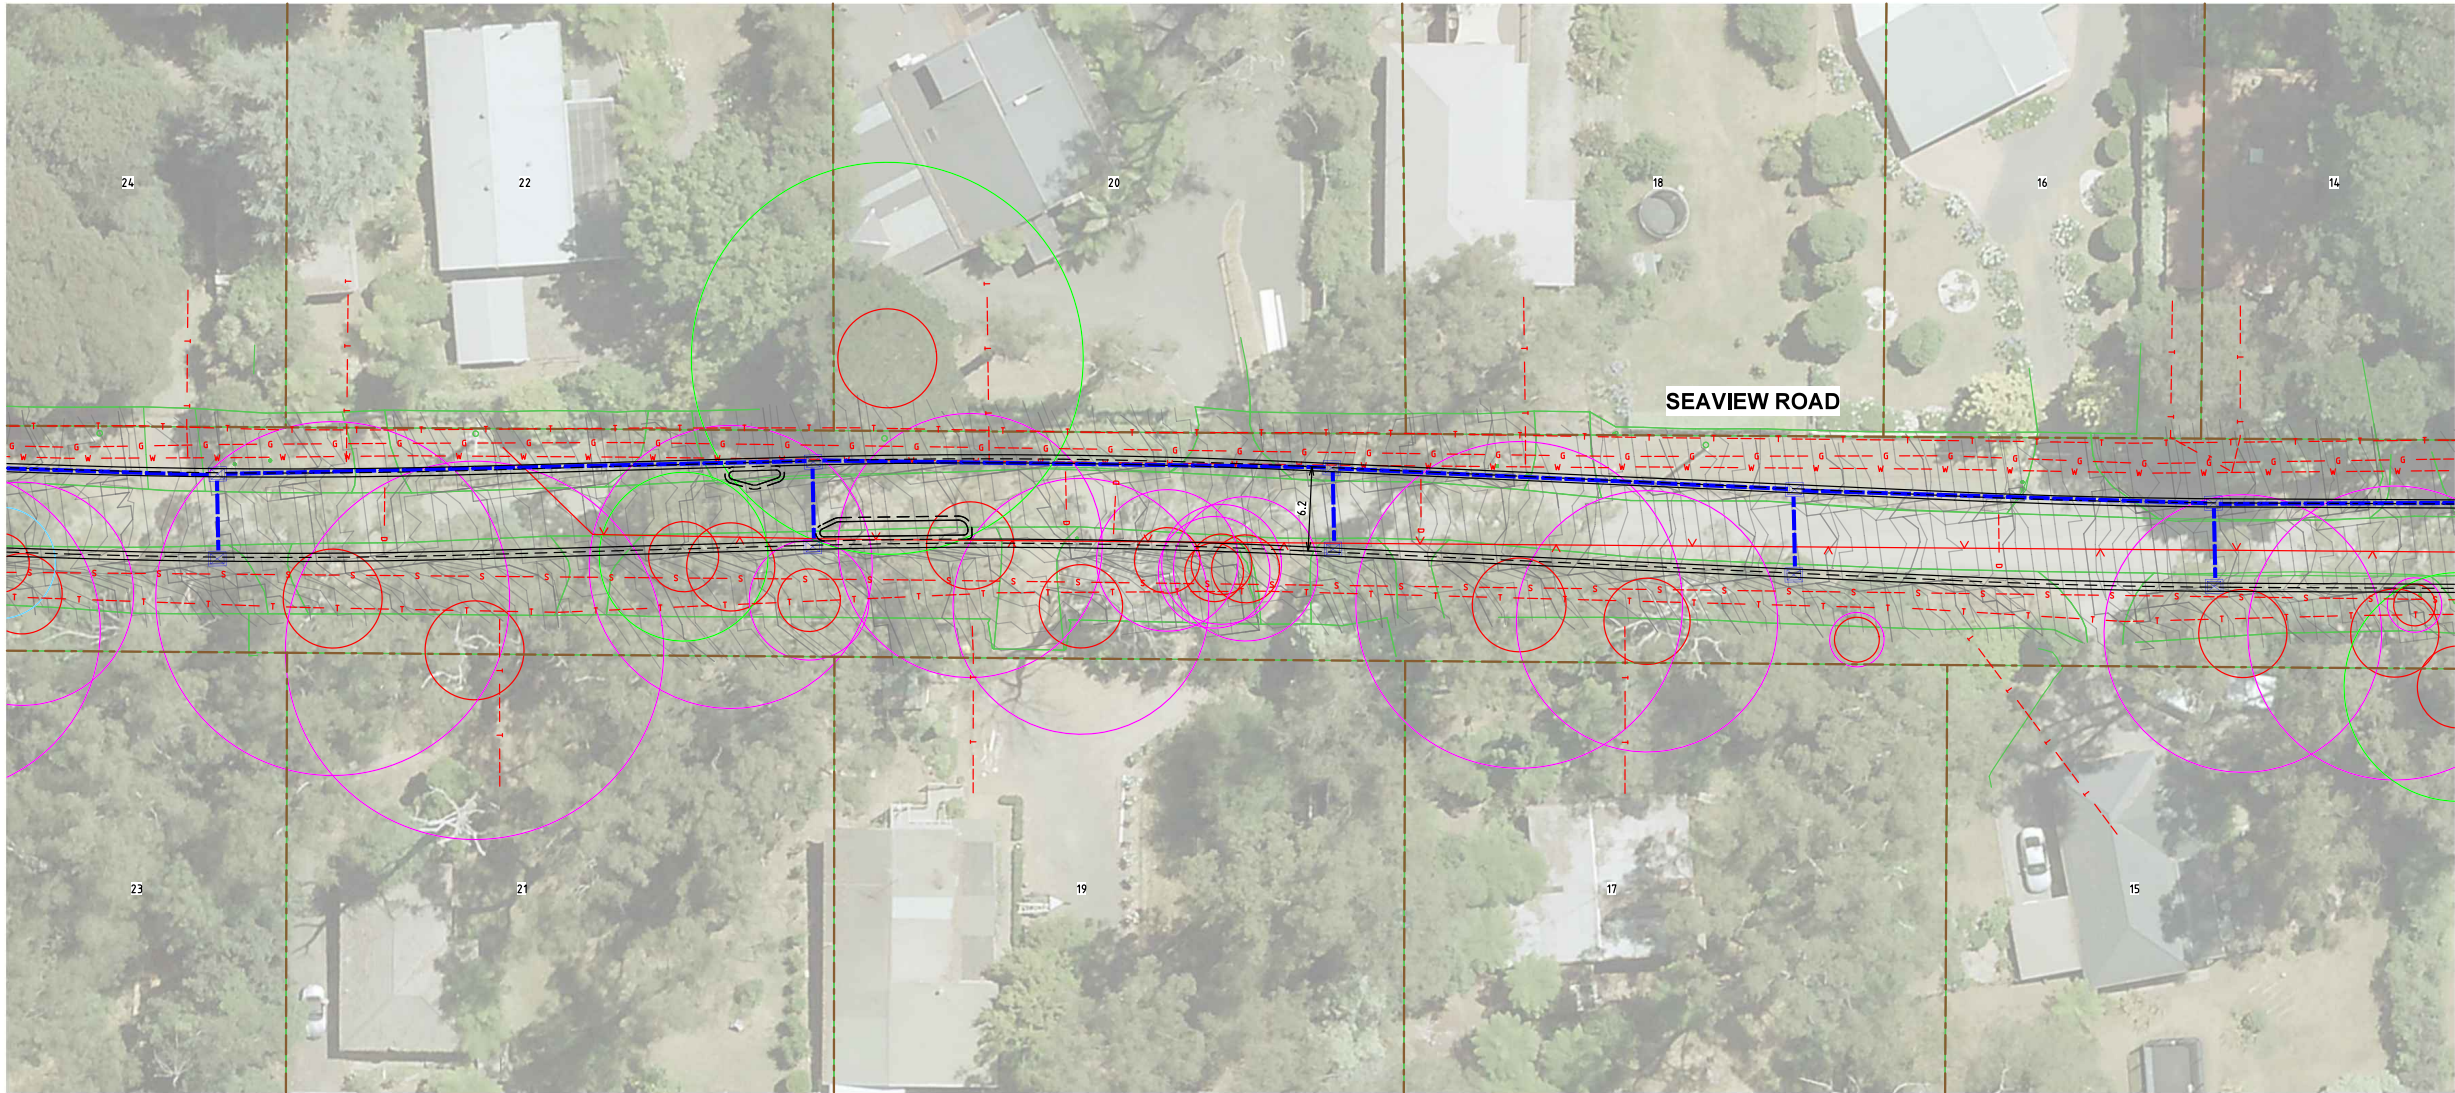 24
22
20
18
16
14
SEAVIEW ROAD
T T T T T T T T T T T T T T T T T T T T T T T T T T T T T T T T T T T
G G G G G G G G G G G G G G G G G G G G G G G G G G G G G G G G G G G G G G
W W W W W W W W W W W W W W W W W W W W W W W W W W W W W W W W W W W W W
6.2
D D D D D D
S S S S S S S S S S S S S S S S S S S S S S S S S S S S S S S S S S S S S S
T T T T T T T T T T T T T T T T T T T T T T T T T T T T T T T T T T T T T T
23
21
19
17
15